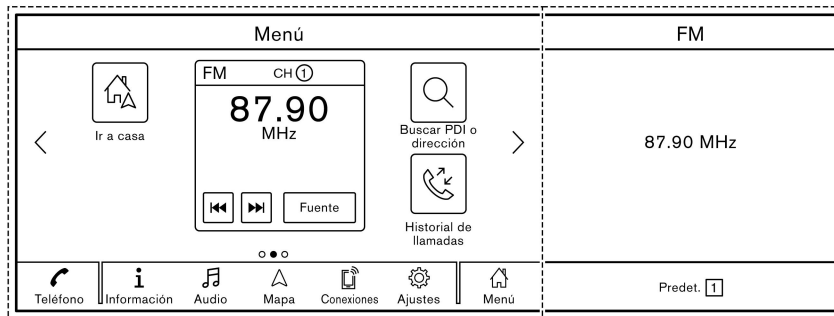 Menú
FM
Ir a casa
FM CH 1
87.90
MHz
Fuente
Buscar PDI o
dirección
Historial de
llamadas
87.90 MHz
Teléfono
Información
Audio
Mapa
Conexiones
Ajustes
Menú
Predet. 1